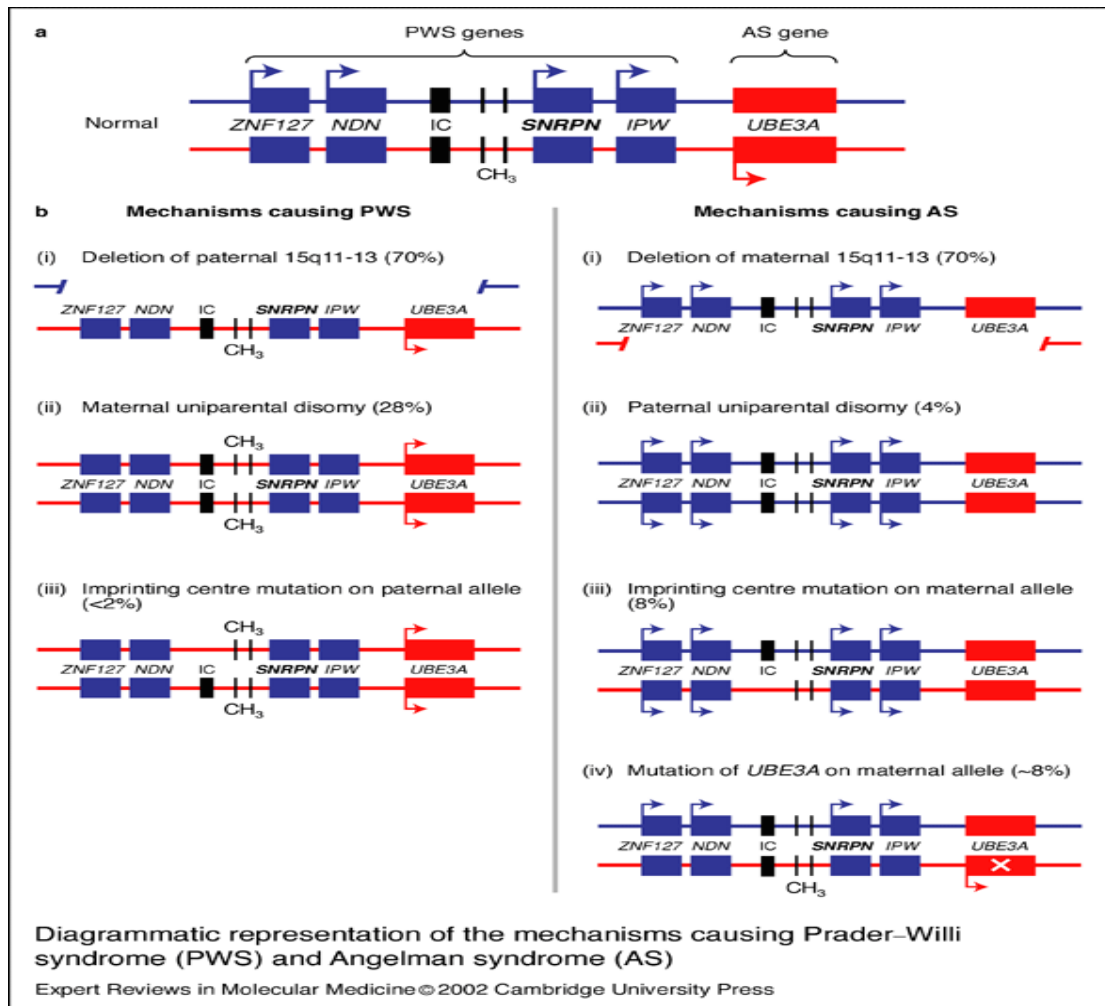 a
PWS genes
AS gene
Normal
ZNF127 NDN IC SNRPN IPW UBE3A
CH3
b Mechanisms causing PWS
(i) Deletion of paternal 15q11-13 (70%)
ZNF127 NDN IC SNRPN IPW UBE3A
CH3
(ii) Maternal uniparental disomy (28%)
CH3
ZNF127 NDN IC SNRPN IPW UBE3A
CH3
(iii) Imprinting centre mutation on paternal allele
(<2%)
CH3
ZNF127 NDN IC SNRPN IPW UBE3A
CH3
Mechanisms causing AS
(i) Deletion of maternal 15q11-13 (70%)
ZNF127 NDN IC SNRPN IPW UBE3A
(ii) Paternal uniparental disomy (4%)
ZNF127 NDN IC SNRPN IPW UBE3A
(iii) Imprinting centre mutation on maternal allele
(8%)
ZNF127 NDN IC SNRPN IPW UBE3A
(iv) Mutation of UBE3A on maternal allele (~8%)
ZNF127 NDN IC SNRPN IPW UBE3A
CH3
Diagrammatic representation of the mechanisms causing Prader–Willi
syndrome (PWS) and Angelman syndrome (AS)
Expert Reviews in Molecular Medicine © 2002 Cambridge University Press